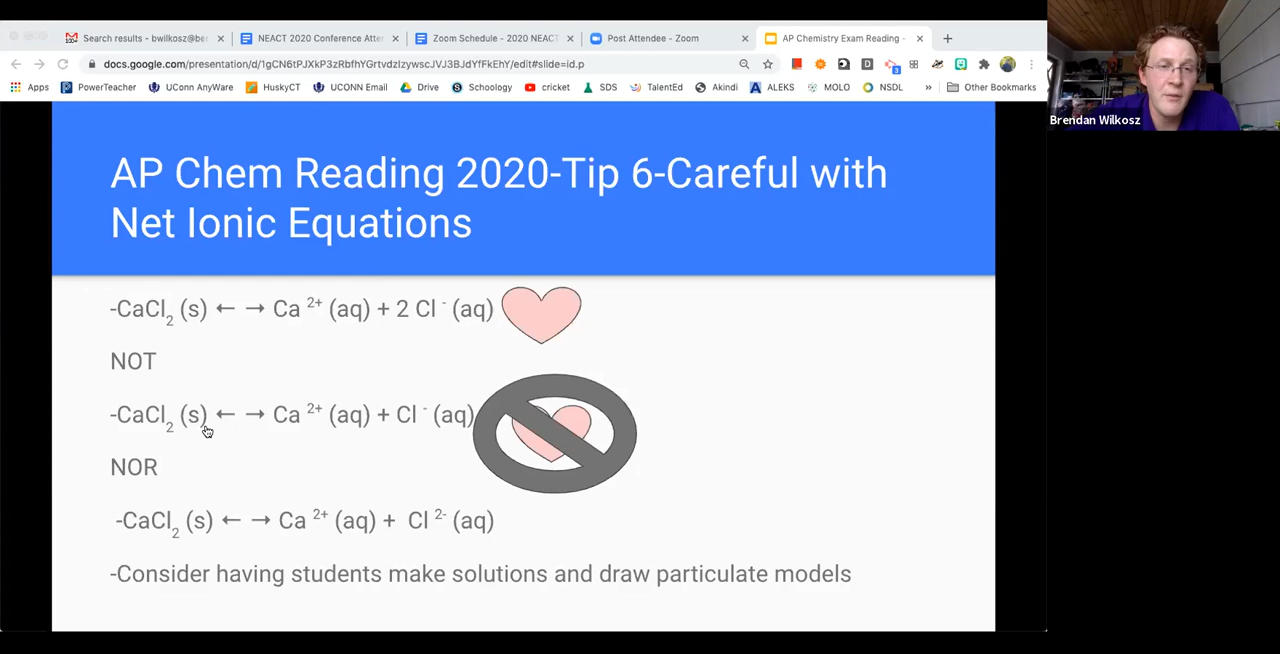 Search results - bwilkosz@ber
NEACT 2020 Conference Atten
Zoom Schedule - 2020 NEACT
Post Attendee - Zoom
AP Chemistry Exam Reading -
docs.google.com/presentation/d/1gCN6tPJXkP3zRbfhYGrtvdzIzywscJVJ3BJdYfFkEhY/edit#slide=id.p
Apps PowerTeacher UConn AnyWare HuskyCT UCONN Email Drive Schoology cricket SDS TalentEd Akindi ALEKS MOLO NSDL » Other Bookmarks
Brendan Wilkosz
AP Chem Reading 2020-Tip 6-Careful with
Net Ionic Equations
-CaCl₂ (s) ← → Ca ²⁺ (aq) + 2 Cl ⁻ (aq)
NOT
-CaCl₂ (s) ← → Ca ²⁺ (aq) + Cl ⁻ (aq)
NOR
-CaCl₂ (s) ← → Ca ²⁺ (aq) + Cl ²⁻ (aq)
-Consider having students make solutions and draw particulate models